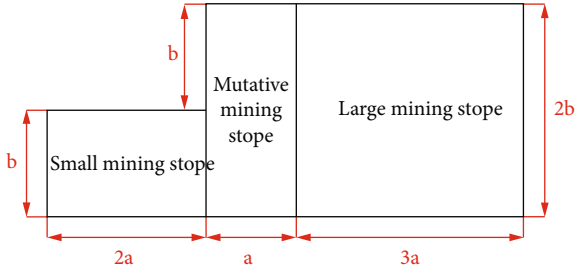 b
Mutative
mining
stope
Large mining stope
2b
b
Small mining stope
2a
a
3a